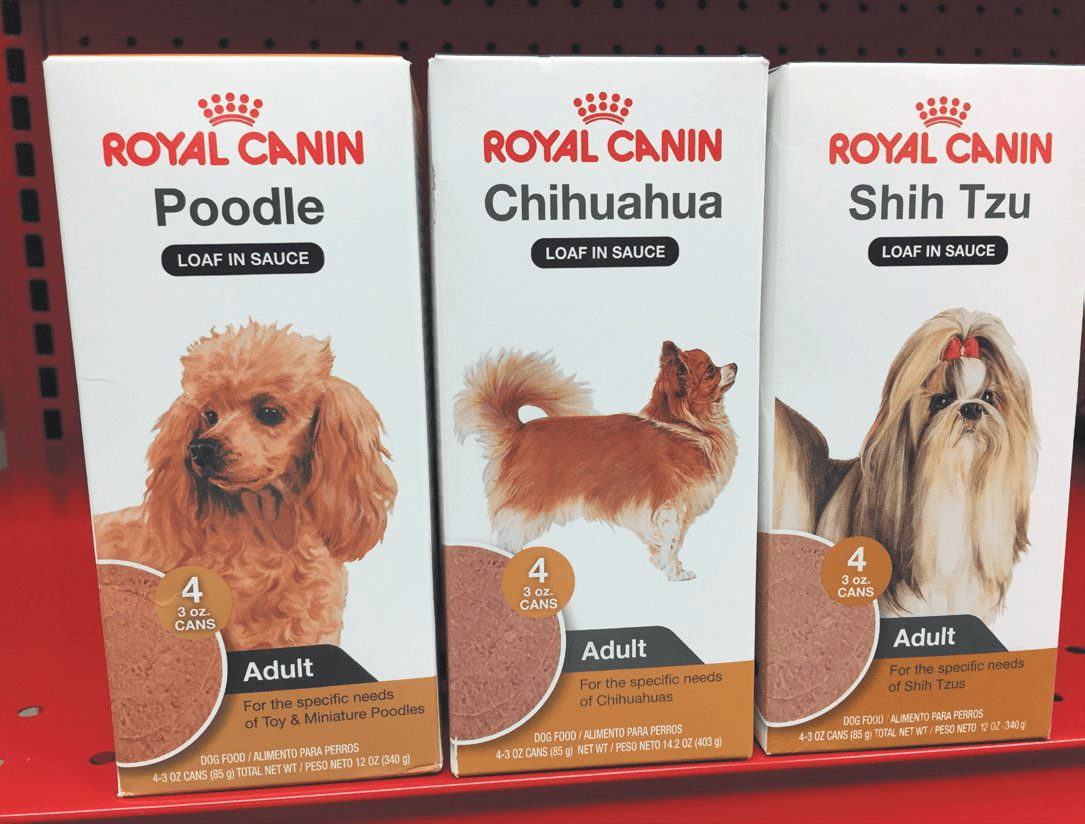 ROYAL CANIN
Poodle
LOAF IN SAUCE
4
3 oz.
CANS
Adult
For the specific needs
of Toy & Miniature Poodles
DOG FOOD / ALIMENTO PARA PERROS
4-3 OZ CANS (85 g) TOTAL NET WT / PESO NETO 12 OZ (340 g)
ROYAL CANIN
Chihuahua
LOAF IN SAUCE
4
3 oz.
CANS
Adult
For the specific needs
of Chihuahuas
DOG FOOD / ALIMENTO PARA PERROS
4-3 OZ CANS (85 g) NET WT / PESO NETO 14.2 OZ (403 g)
ROYAL CANIN
Shih Tzu
LOAF IN SAUCE
4
3 oz.
CANS
Adult
For the specific needs
of Shih Tzus
DOG FOOD / ALIMENTO PARA PERROS
4-3 OZ CANS (85 g) TOTAL NET WT / PESO NETO 12 OZ (340 g)